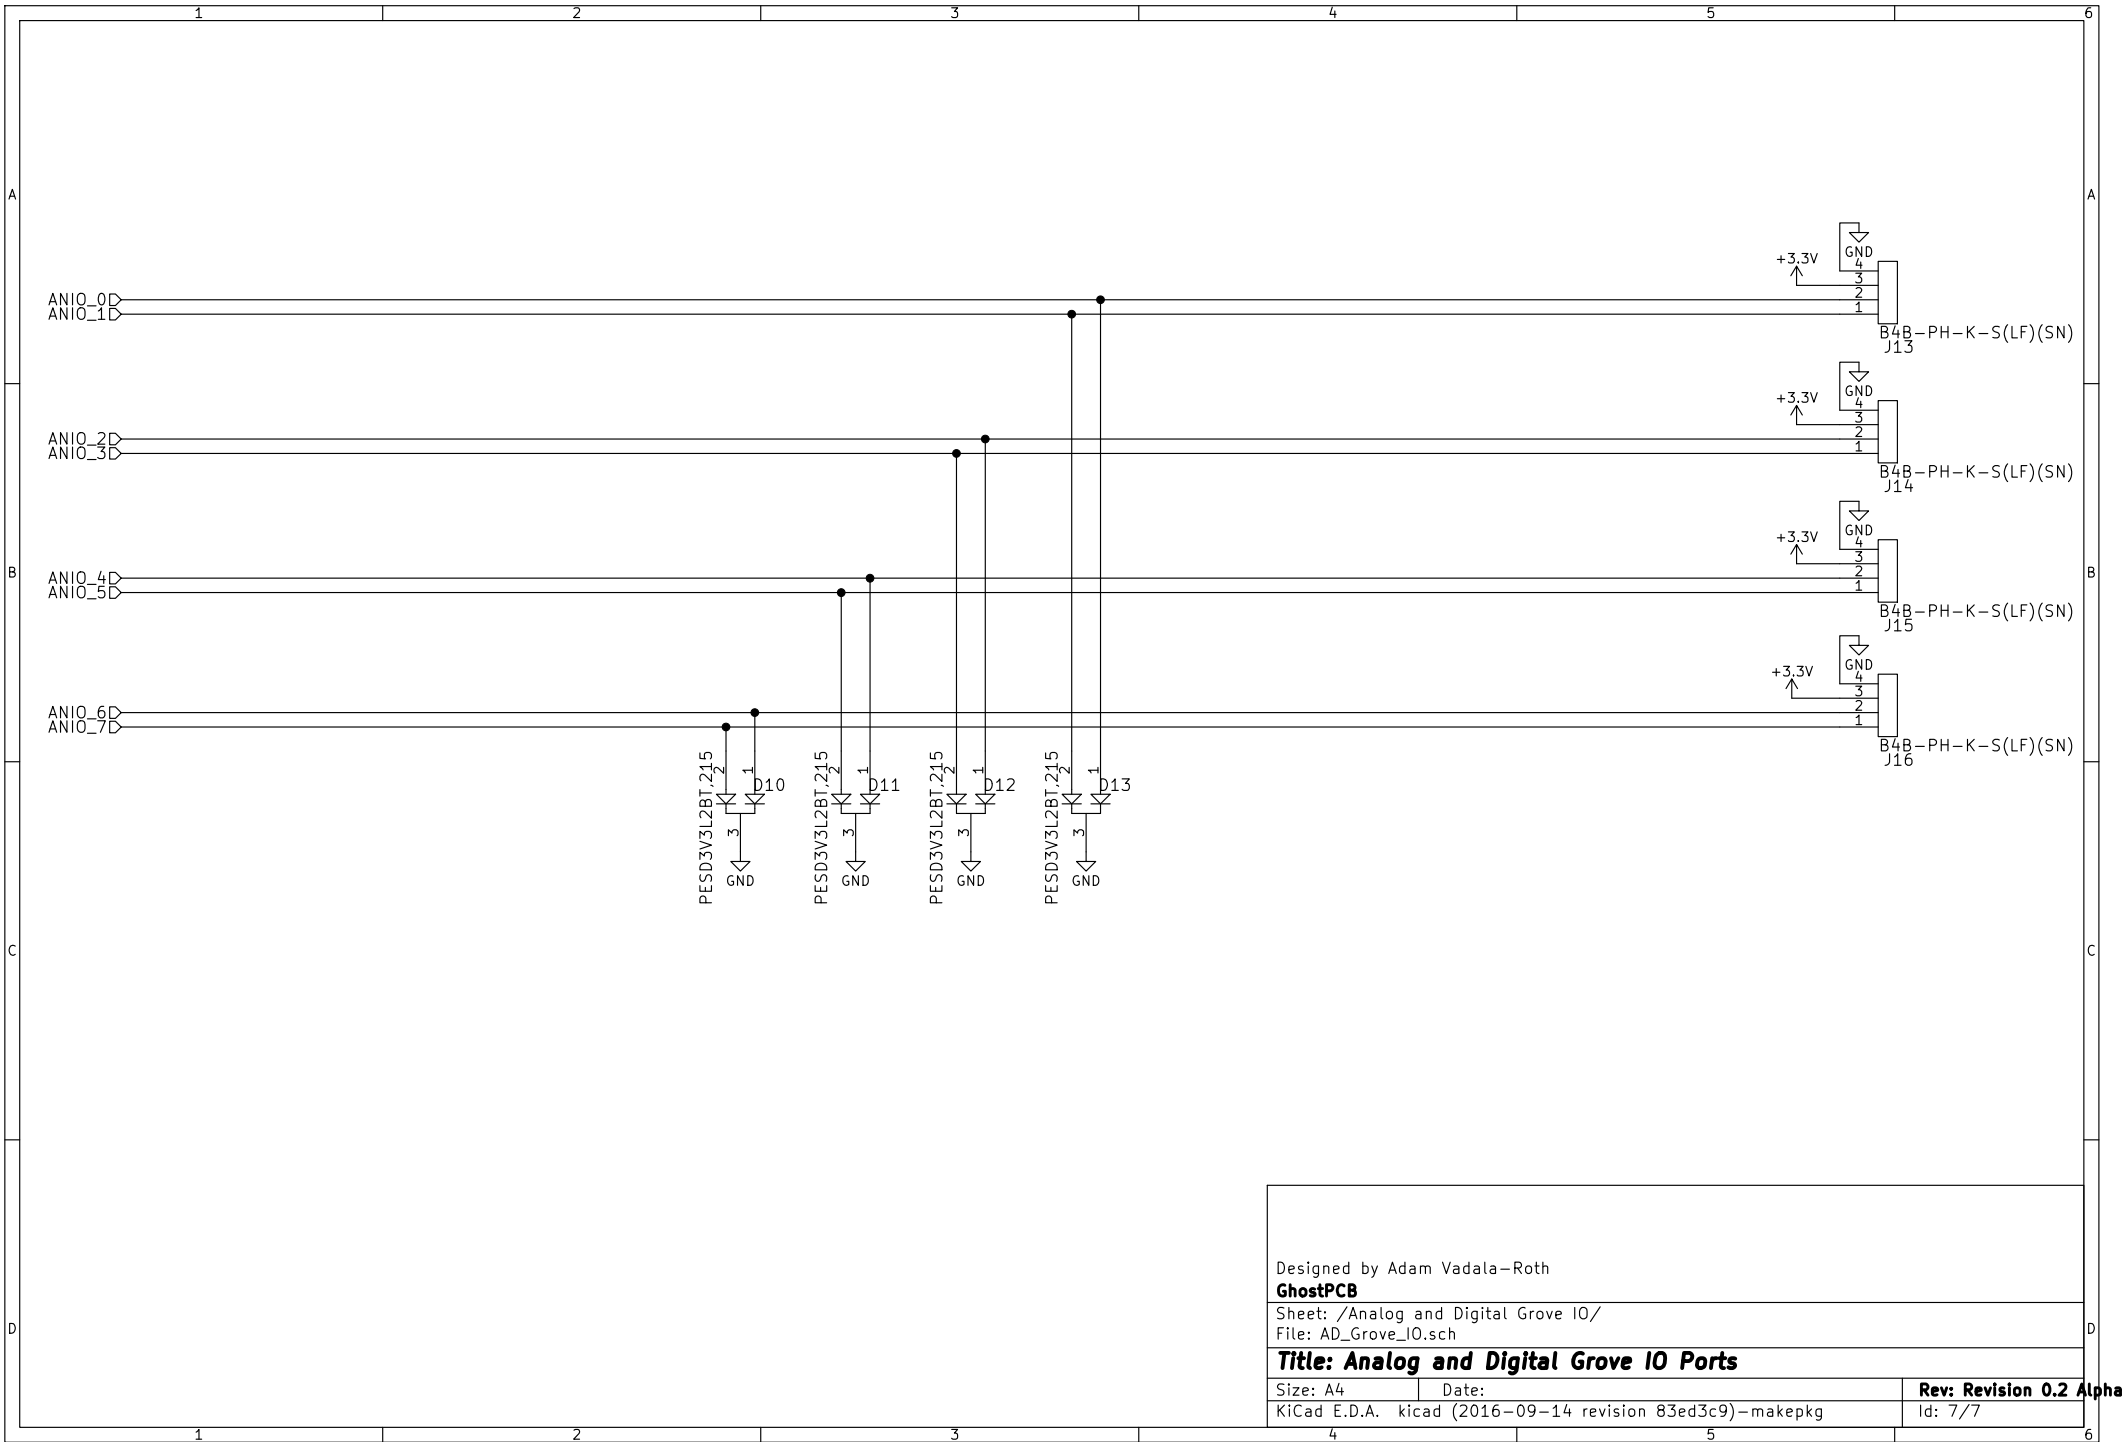 1 2 3 4 5 6
A A
GND
+3.3V 4
3
ANIO_0 2
ANIO_1 1
B4B-PH-K-S(LF)(SN)
J13
GND
+3.3V 4
3
ANIO_2 2
ANIO_3 1
B4B-PH-K-S(LF)(SN)
J14
GND
+3.3V 4
3
B B
ANIO_4 2
ANIO_5 1
B4B-PH-K-S(LF)(SN)
J15
GND
+3.3V 4
3
ANIO_6 2
ANIO_7 1
B4B-PH-K-S(LF)(SN)
J16
PESD3V3L2BT,215
2 1
D10
3
GND
PESD3V3L2BT,215
2 1
D11
3
GND
PESD3V3L2BT,215
2 1
D12
3
GND
PESD3V3L2BT,215
2 1
D13
3
GND
C C
Designed by Adam Vadala-Roth
GhostPCB
Sheet: /Analog and Digital Grove IO/
File: AD_Grove_IO.sch
D D
Title: Analog and Digital Grove IO Ports
Size: A4 Date: Rev: Revision 0.2 Alpha
KiCad E.D.A. kicad (2016-09-14 revision 83ed3c9)-makepkg Id: 7/7
1 2 3 4 5 6